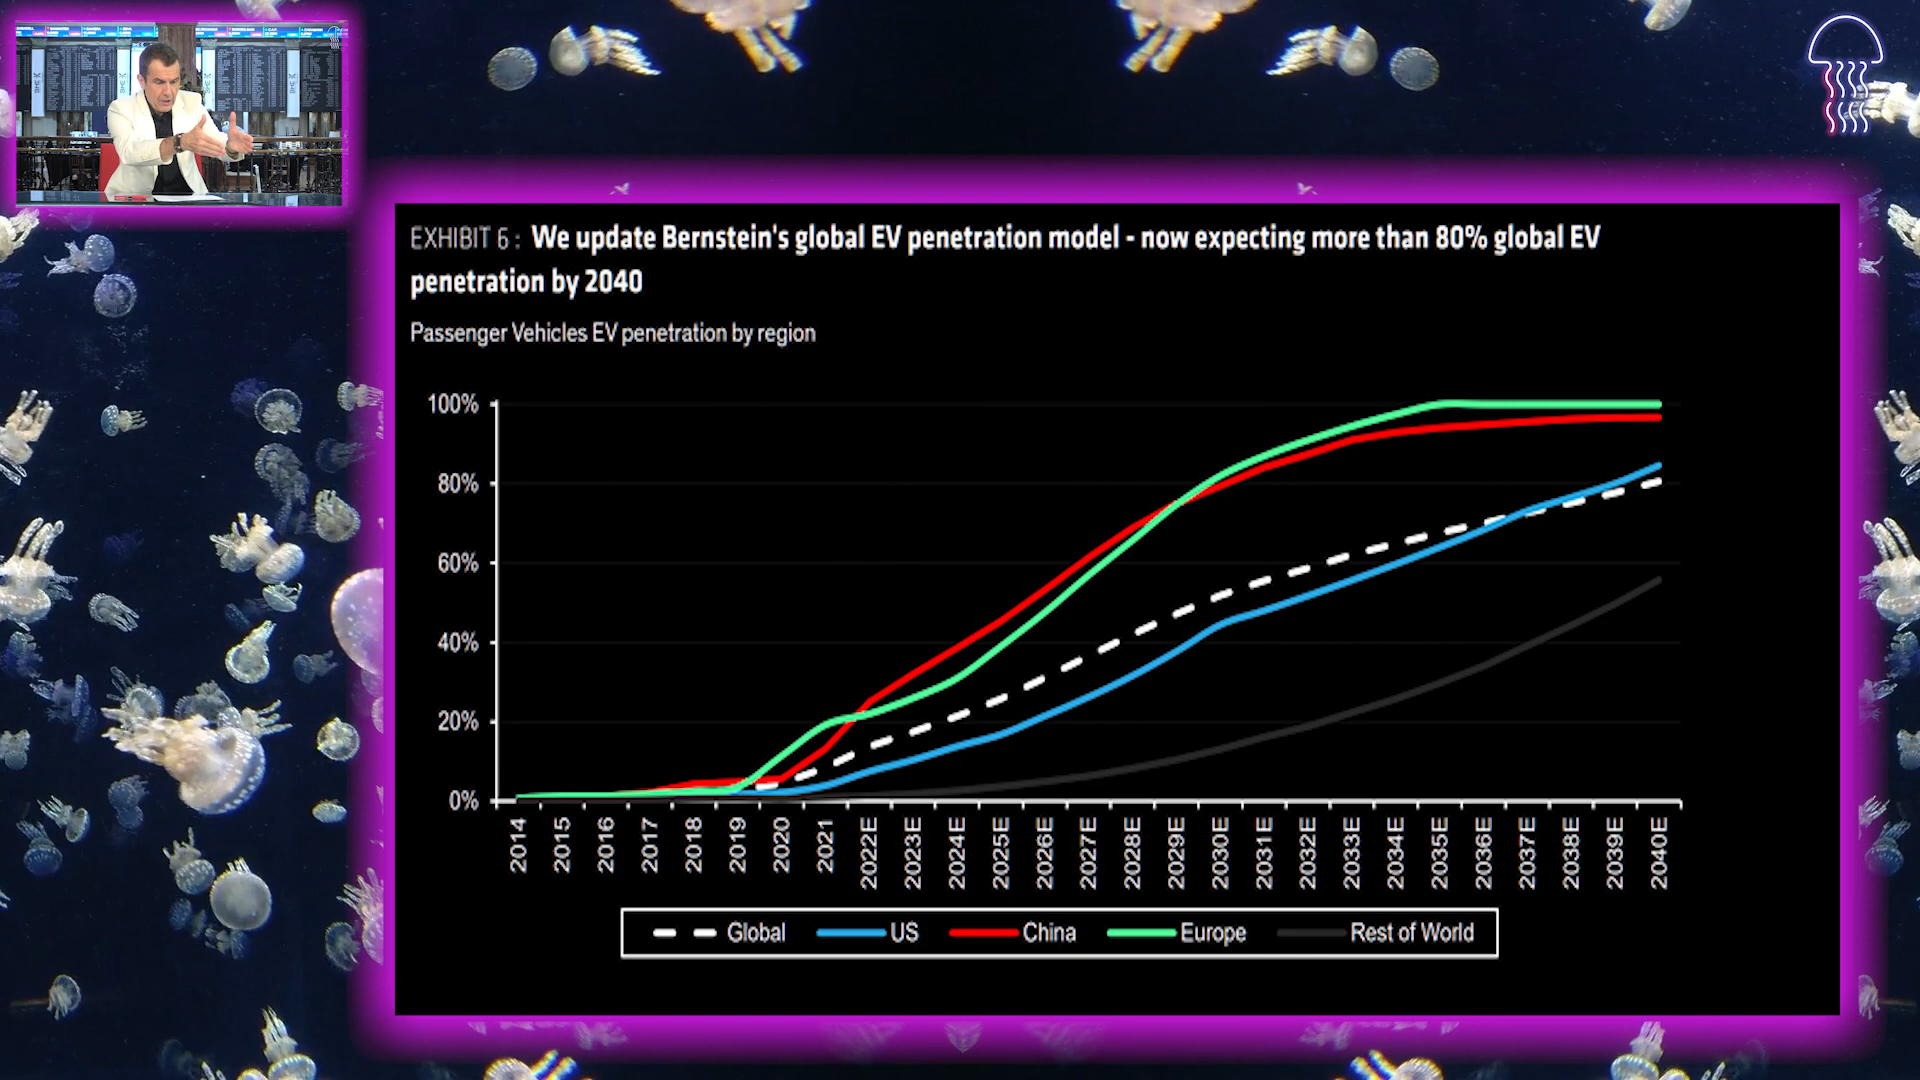 EXHIBIT 6 : We update Bernstein's global EV penetration model - now expecting more than 80% global EV
penetration by 2040
Passenger Vehicles EV penetration by region
100%
80%
60%
40%
20%
0%
2014 2015 2016 2017 2018 2019 2020 2021 2022E 2023E 2024E 2025E 2026E 2027E 2028E 2029E 2030E 2031E 2032E 2033E 2034E 2035E 2036E 2037E 2038E 2039E 2040E
Global US China Europe Rest of World